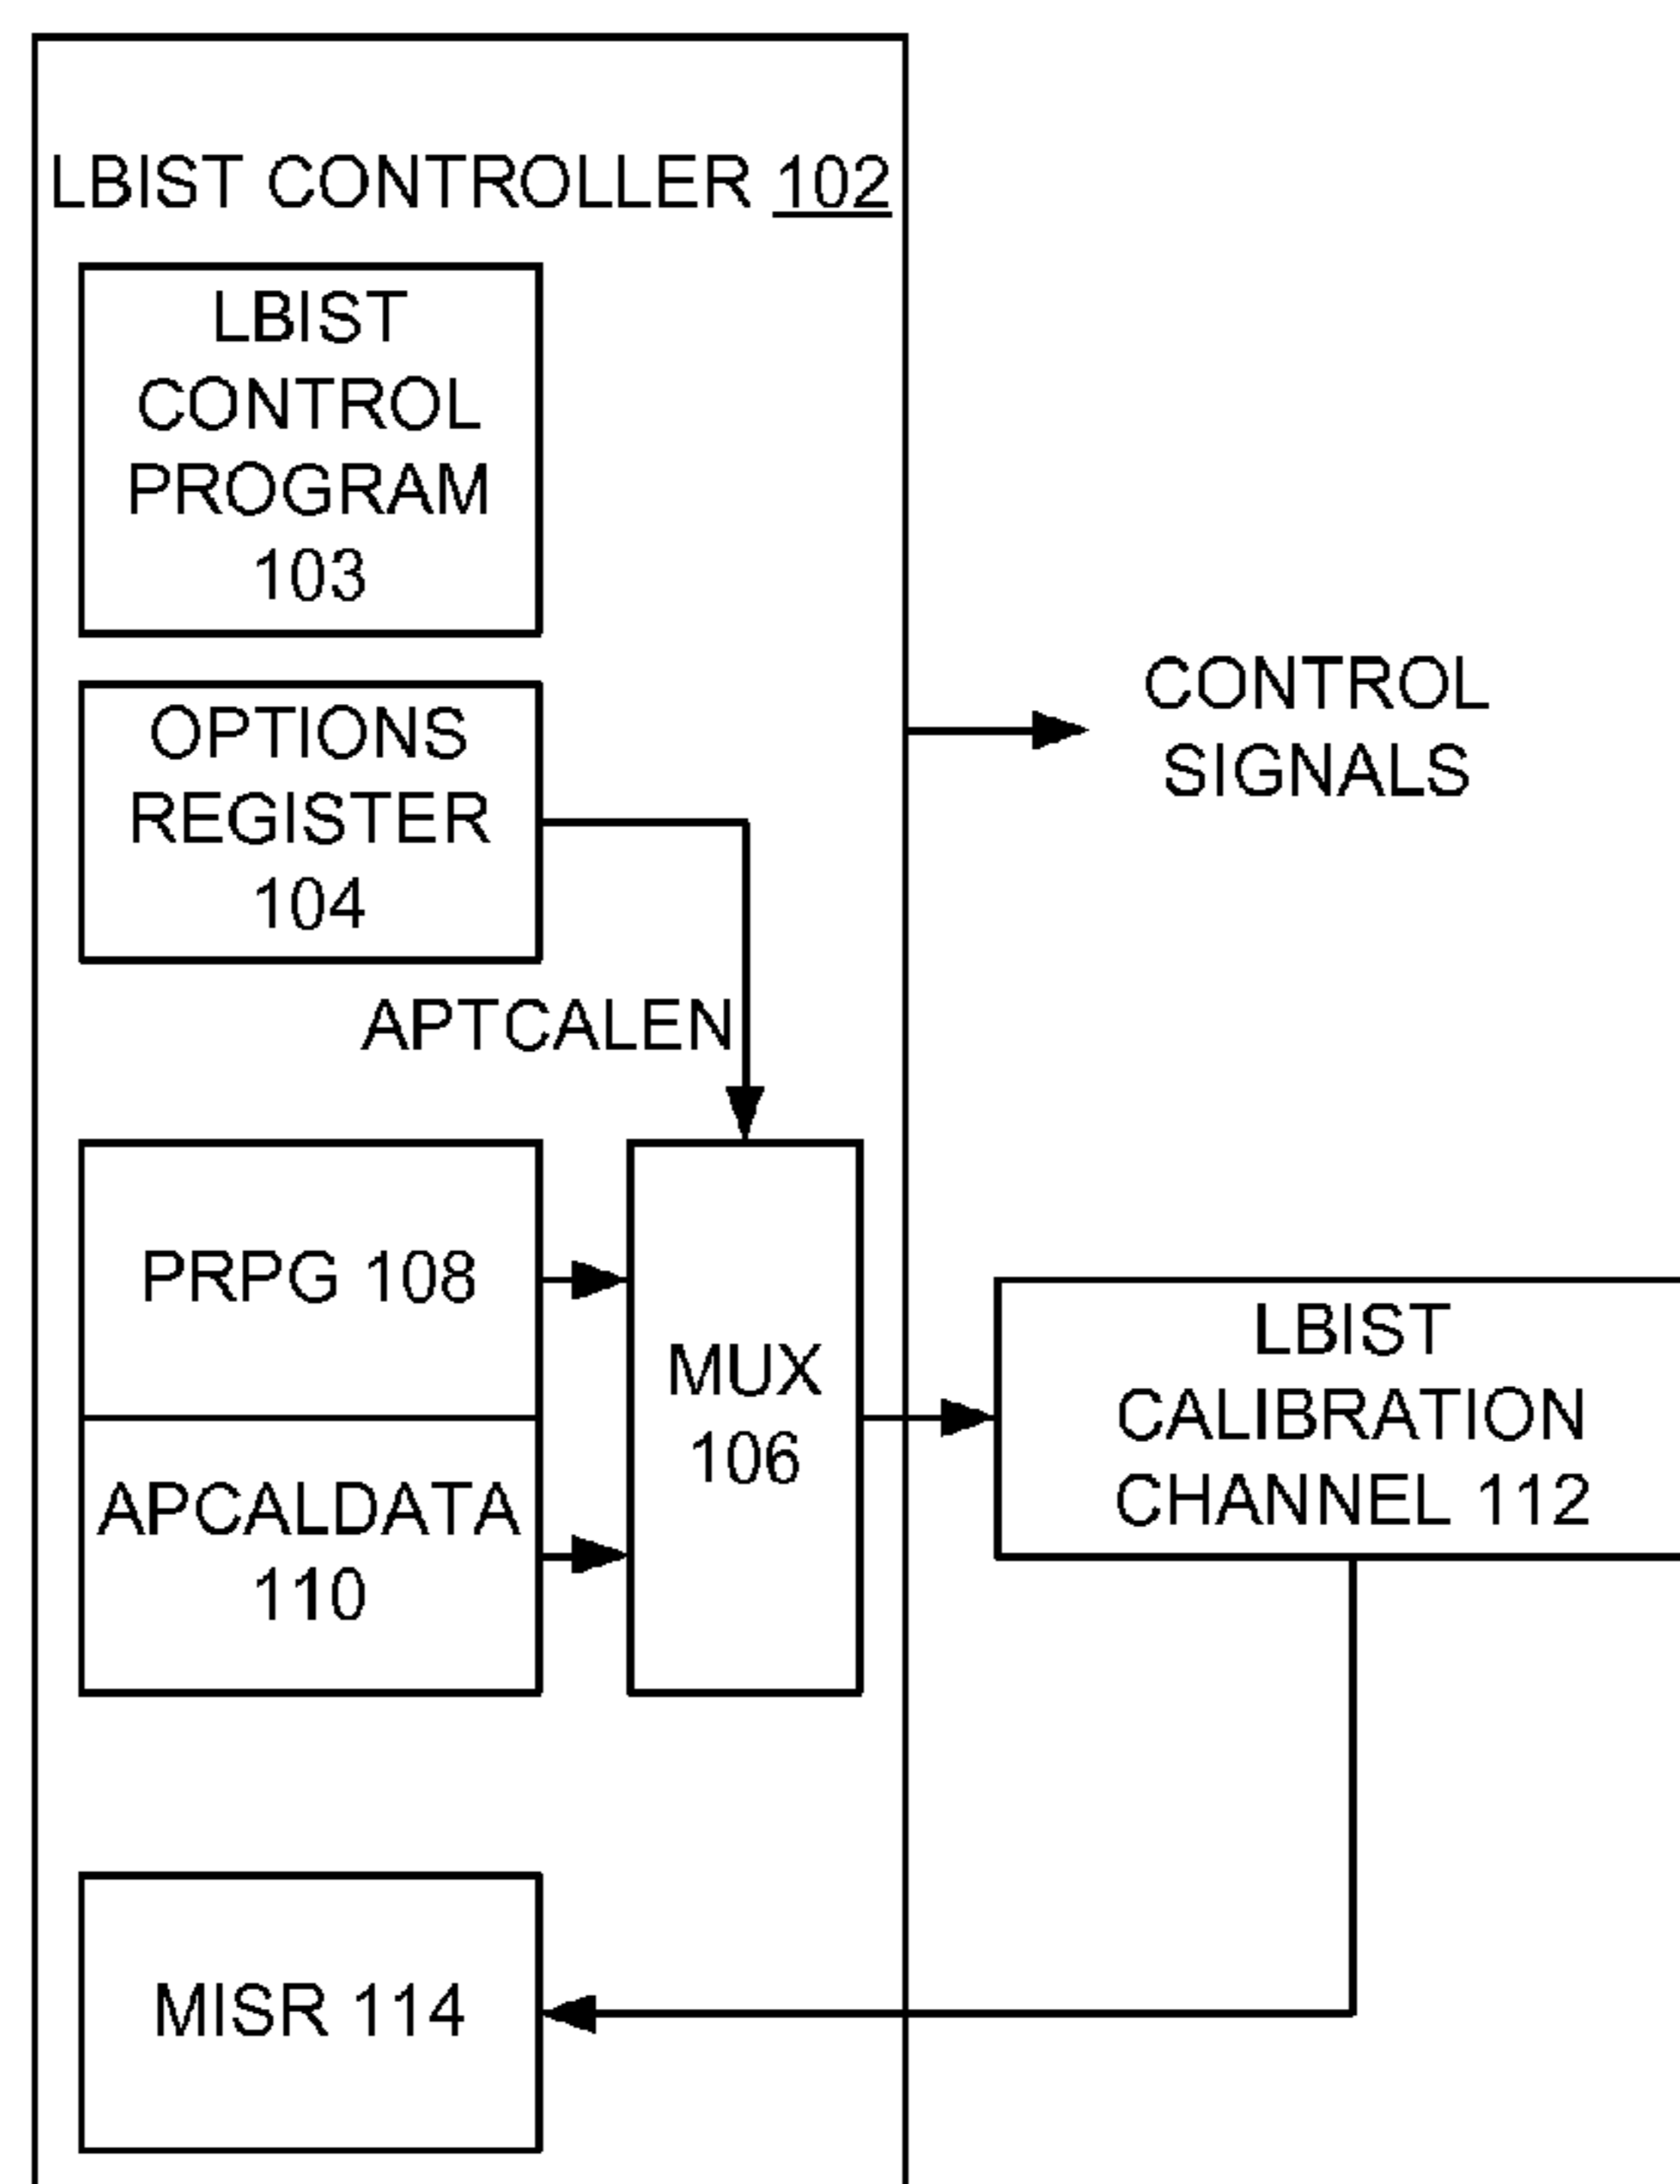 LBIST CONTROLLER 102
LBIST
CONTROL
PROGRAM
103
OPTIONS
REGISTER
104
CONTROL
SIGNALS
APTCALEN
PRPG 108
APCALDATA
110
MUX
106
LBIST
CALIBRATION
CHANNEL 112
MISR 114